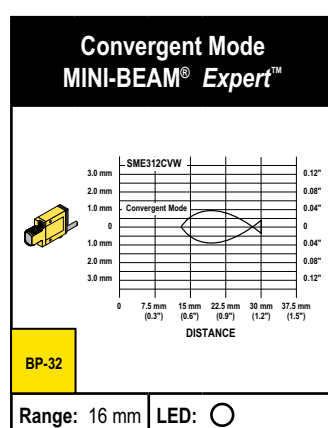 Convergent Mode
MINI-BEAM® Expert™
SME312CVW
3.0 mm 0.12"
2.0 mm 0.08"
1.0 mm Convergent Mode 0.04"
0 0
1.0 mm 0.04"
2.0 mm 0.08"
3.0 mm 0.12"
0 7.5 mm 15 mm 22.5 mm 30 mm 37.5 mm
(0.3") (0.6") (0.9") (1.2") (1.5")
DISTANCE
BP-32
Range: 16 mm LED: